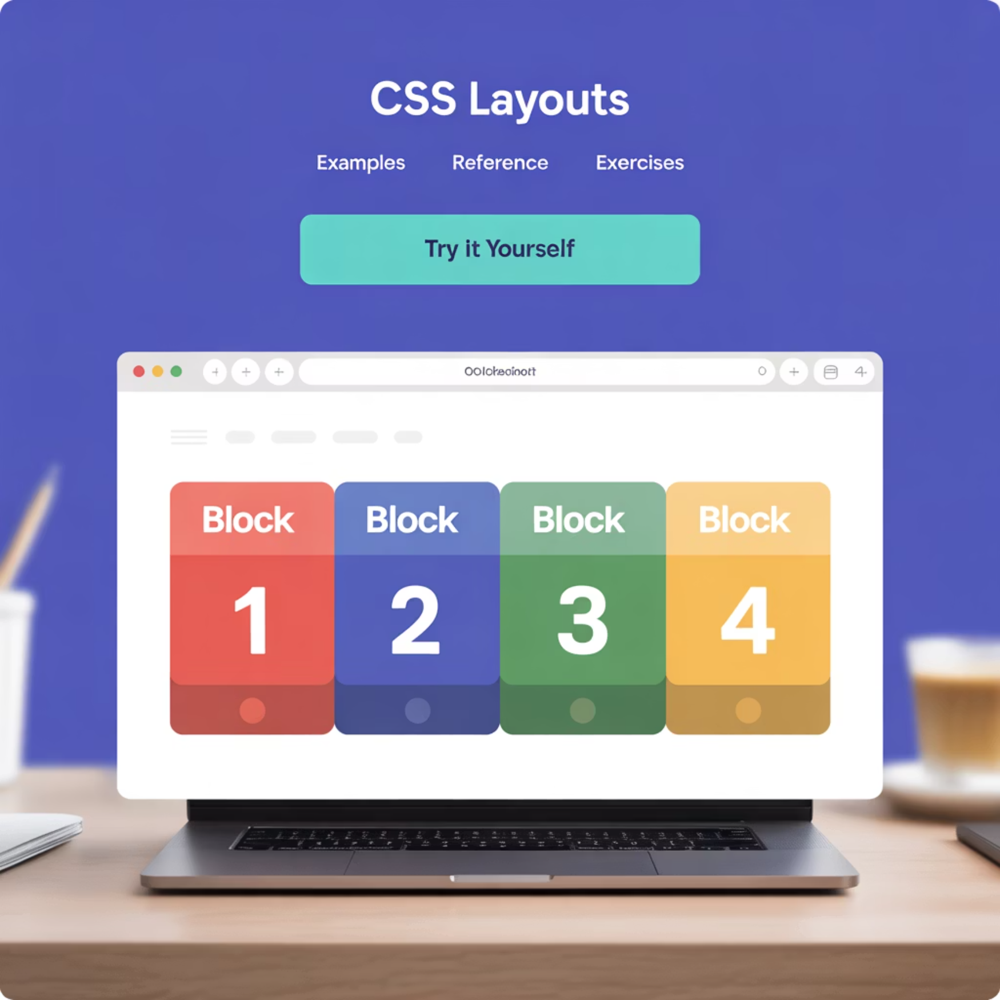 CSS Layouts
Examples Reference Exercises
Try it Yourself
Block Block Block Block
1 2 3 4